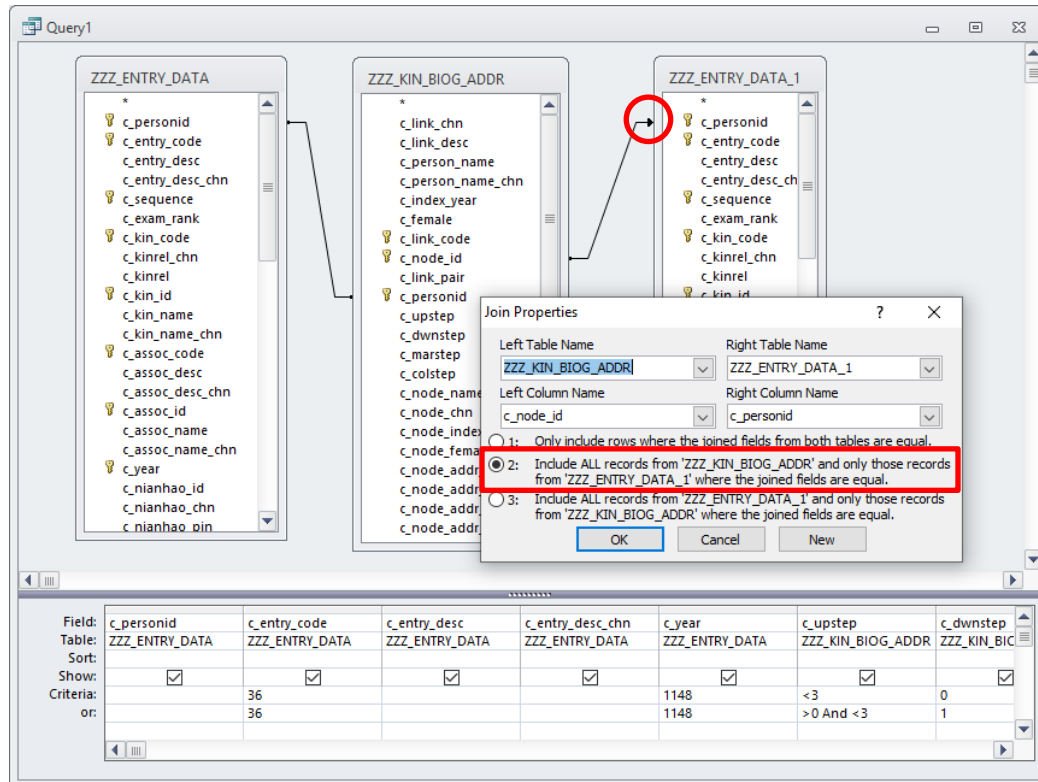 Query1
ZZZ_ENTRY_DATA
*
c_personid
c_entry_code
c_entry_desc
c_entry_desc_chn
c_sequence
c_exam_rank
c_kin_code
c_kinrel_chn
c_kinrel
c_kin_id
c_kin_name
c_kin_name_chn
c_assoc_code
c_assoc_desc
c_assoc_desc_chn
c_assoc_id
c_assoc_name
c_assoc_name_chn
c_year
c_nianhao_id
c_nianhao_chn
c_nianhao_pin
ZZZ_KIN_BIOG_ADDR
*
c_link_chn
c_link_desc
c_person_name
c_person_name_chn
c_index_year
c_female
c_link_code
c_node_id
c_link_pair
c_personid
c_upstep
c_dwnstep
c_marstep
c_colstep
c_node_name
c_node_chn
c_node_index
c_node_fema
c_node_addr
c_node_addr_
c_node_addr_
c_node_addr_
ZZZ_ENTRY_DATA_1
*
c_personid
c_entry_code
c_entry_desc
c_entry_desc_ch
c_sequence
c_exam_rank
c_kin_code
c_kinrel_chn
c_kinrel
c_kin_id
Join Properties ?
Left Table Name Right Table Name
ZZZ_KIN_BIOG_ADDR ZZZ_ENTRY_DATA_1
Left Column Name Right Column Name
c_node_id c_personid
1: Only include rows where the joined fields from both tables are equal.
2: Include ALL records from 'ZZZ_KIN_BIOG_ADDR' and only those records
from 'ZZZ_ENTRY_DATA_1' where the joined fields are equal.
3: Include ALL records from 'ZZZ_ENTRY_DATA_1' and only those records
from 'ZZZ_KIN_BIOG_ADDR' where the joined fields are equal.
OK Cancel New
Field: c_personid c_entry_code c_entry_desc c_entry_desc_chn c_year c_upstep c_dwnstep
Table: ZZZ_ENTRY_DATA ZZZ_ENTRY_DATA ZZZ_ENTRY_DATA ZZZ_ENTRY_DATA ZZZ_ENTRY_DATA ZZZ_KIN_BIOG_ADDR ZZZ_KIN_BIC
Sort:
Show:
Criteria: 36 1148 <3 0
or: 36 1148 >0 And <3 1